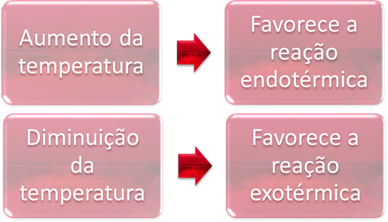 Aumento da
temperatura
Favorece a
reação
endotérmica
Diminuição
da
temperatura
Favorece a
reação
exotérmica